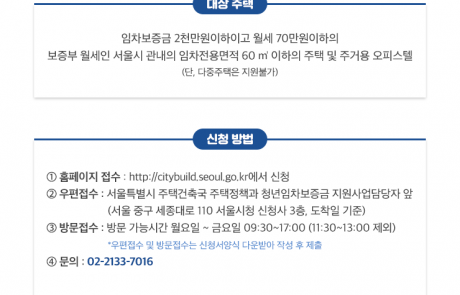 대상 주택
임차보증금 2천만원이하이고 월세 70만원이하의
보증부 월세인 서울시 관내의 임차전용면적 60 ㎡ 이하의 주택 및 주거용 오피스텔
(단, 다중주택은 지원불가)
신청 방법
① 홈페이지 접수 : http://citybuild.seoul.go.kr에서 신청
② 우편접수 : 서울특별시 주택건축국 주택정책과 청년임차보증금 지원사업담당자 앞
(서울 중구 세종대로 110 서울시청 신청사 3층, 도착일 기준)
③ 방문접수 : 방문 가능시간 월요일 ~ 금요일 09:30~17:00 (11:30~13:00 제외)
*우편접수 및 방문접수는 신청서양식 다운받아 작성 후 제출
④ 문의 : 02-2133-7016